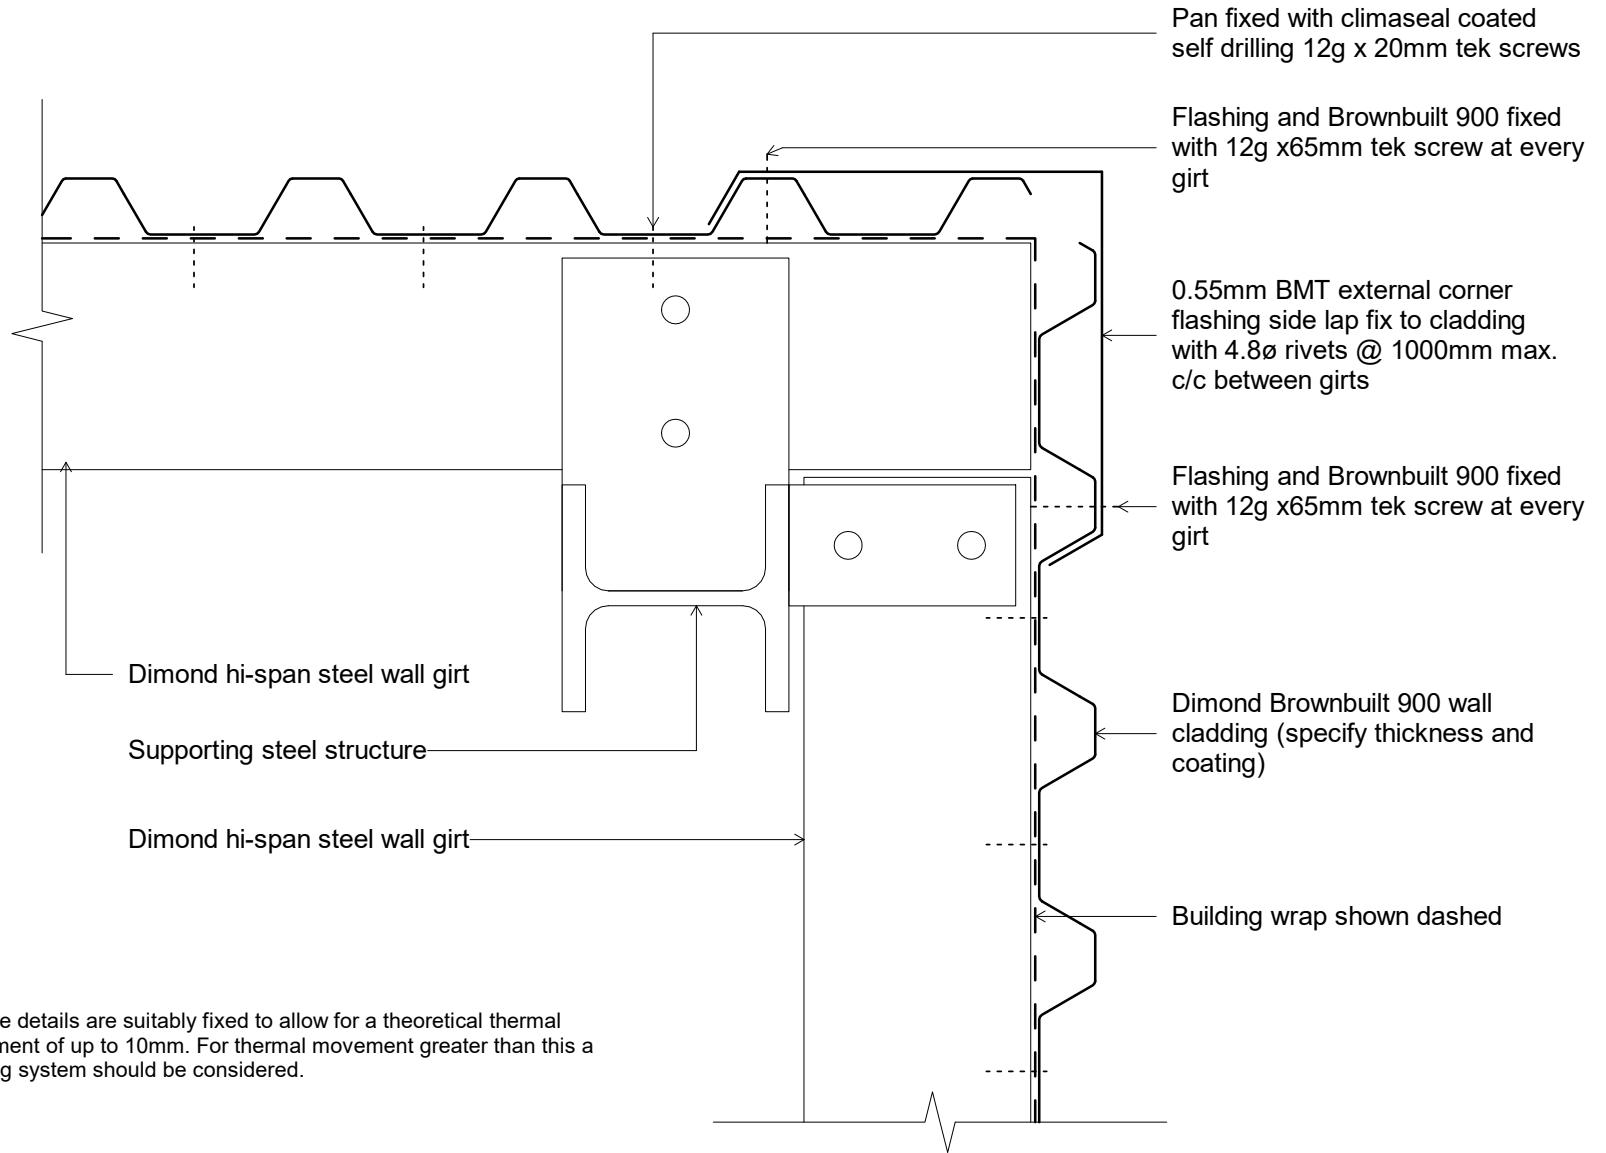 Pan fixed with climaseal coated
self drilling 12g x 20mm tek screws
Flashing and Brownbuilt 900 fixed
with 12g x65mm tek screw at every
girt
0.55mm BMT external corner
flashing side lap fix to cladding
with 4.8ø rivets @ 1000mm max.
c/c between girts
Flashing and Brownbuilt 900 fixed
with 12g x65mm tek screw at every
girt
Dimond hi-span steel wall girt
Supporting steel structure
Dimond hi-span steel wall girt
Dimond Brownbuilt 900 wall
cladding (specify thickness and
coating)
Building wrap shown dashed
e details are suitably fixed to allow for a theoretical thermal
ment of up to 10mm. For thermal movement greater than this a
g system should be considered.